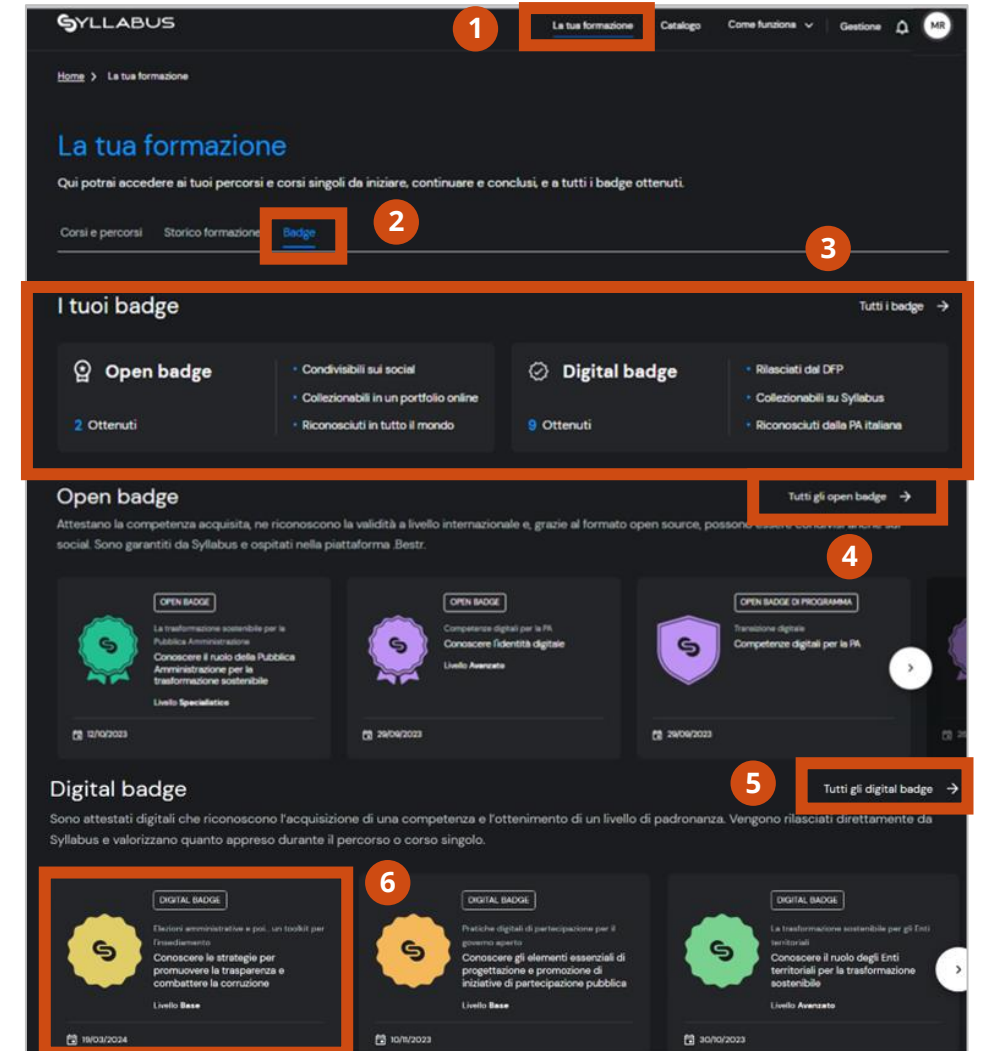 SYLLABUS
1
La tua formazione
Catalogo
Come funziona
Gestione
MR
Home > La tua formazione
La tua formazione
Qui potrai accedere ai tuoi percorsi e corsi singoli da iniziare, continuare e conclusi, e a tutti i badge ottenuti.
Corsi e percorsi
Storico formazione
Badge
2
3
I tuoi badge
Tutti i badge →
Open badge
2 Ottenuti
• Condivisibili sui social
• Collezionabili in un portfolio online
• Riconosciuti in tutto il mondo
Digital badge
9 Ottenuti
• Rilasciati dal DFP
• Collezionabili su Syllabus
• Riconosciuti dalla PA italiana
Open badge
Tutti gli open badge →
Attestano la competenza acquisita, ne riconoscono la validità a livello internazionale e, grazie al formato open source, possono essere condivisi anche sui
social. Sono garantiti da Syllabus e ospitati nella piattaforma .Bestr.
4
OPEN BADGE
La trasformazione sostenibile per la
Pubblica Amministrazione
Conoscere il ruolo della Pubblica
Amministrazione per la
trasformazione sostenibile
Livello Specialistico
12/10/2023
OPEN BADGE
Competenze digitali per la PA
Conoscere l'identità digitale
Livello Avanzato
29/09/2023
OPEN BADGE DI PROGRAMMA
Transizione digitale
Competenze digitali per la PA
29/09/2023
Digital badge
5
Tutti gli digital badge →
Sono attestati digitali che riconoscono l'acquisizione di una competenza e l'ottenimento di un livello di padronanza. Vengono rilasciati direttamente da
Syllabus e valorizzano quanto appreso durante il percorso o corso singolo.
6
DIGITAL BADGE
Elezioni amministrative e poi.. un toolkit per
l'insediamento
Conoscere le strategie per
promuovere la trasparenza e
combattere la corruzione
Livello Base
19/03/2024
DIGITAL BADGE
Pratiche digitali di partecipazione per il
governo aperto
Conoscere gli elementi essenziali di
progettazione e promozione di
iniziative di partecipazione pubblica
Livello Base
10/11/2023
DIGITAL BADGE
La trasformazione sostenibile per gli Enti
territoriali
Conoscere il ruolo degli Enti
territoriali per la trasformazione
sostenibile
Livello Avanzato
30/10/2023